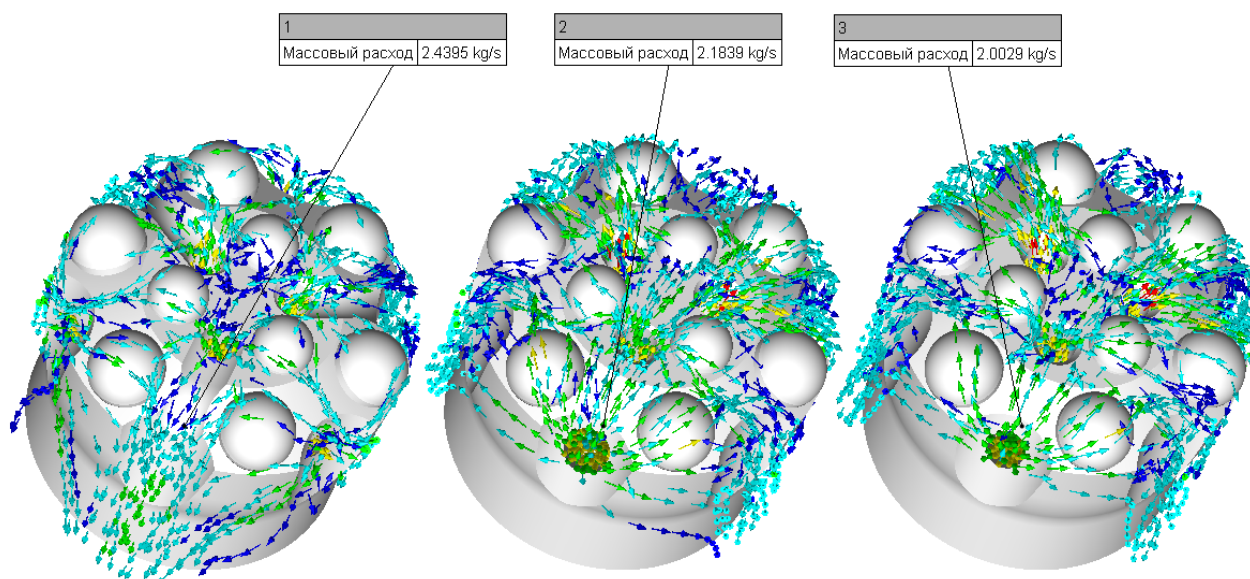 1
Массовый расход 2.4395 kg/s
2
Массовый расход 2.1839 kg/s
3
Массовый расход 2.0029 kg/s